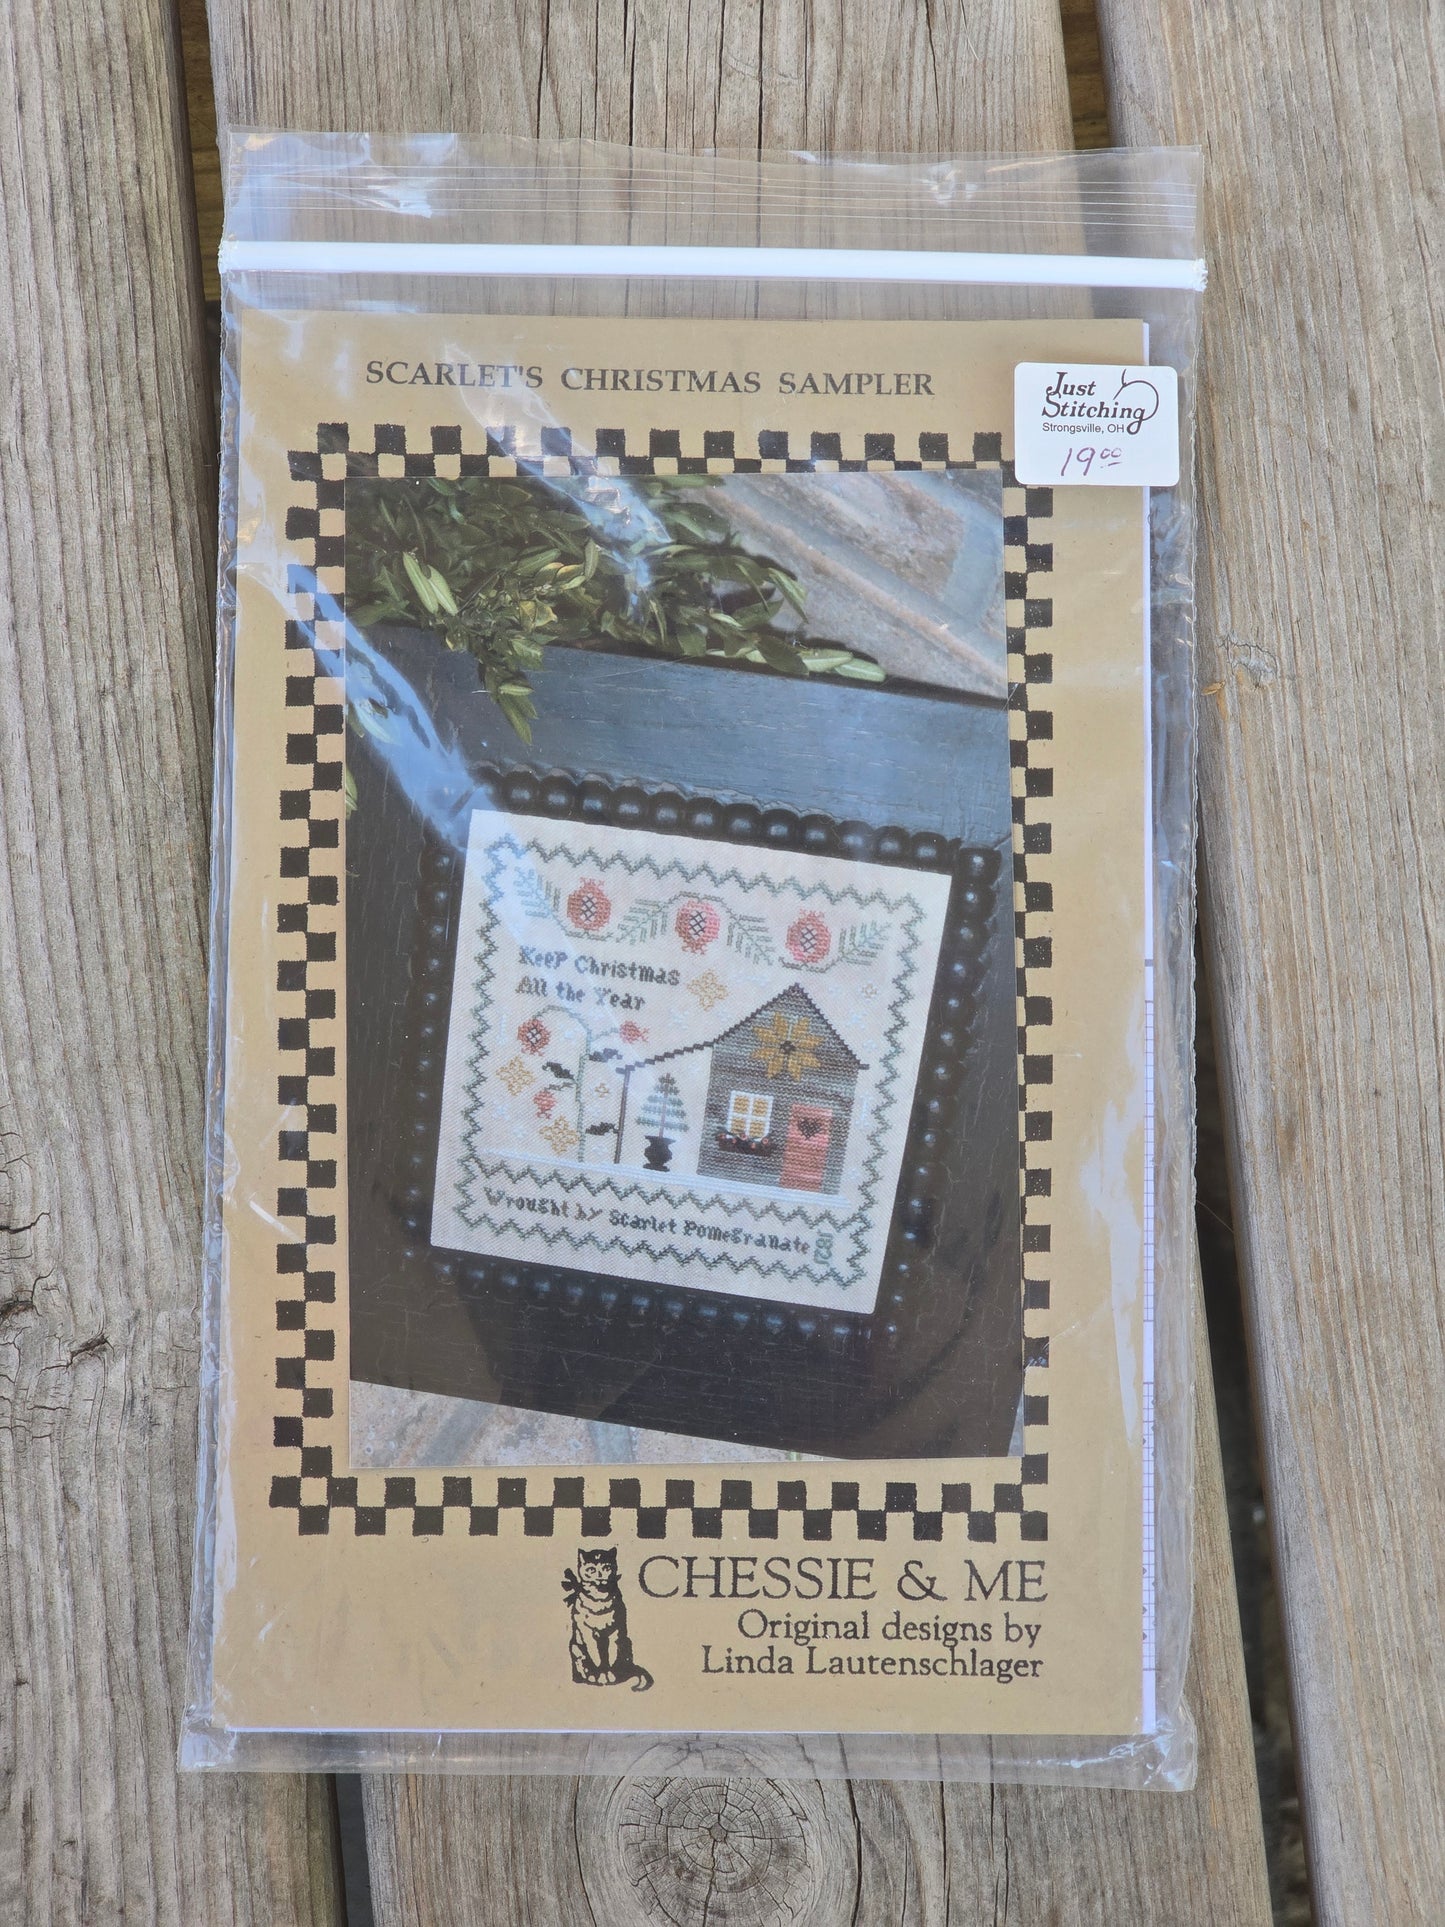 SCARLET'S CHRISTMAS SAMPLER
Just
Stitching
Strongsville, OH
19.00
Keep Christmas
All the Year
Wrought by Scarlet Pomegranate
CHESSIE & ME
Original designs by
Linda Lautenschlager